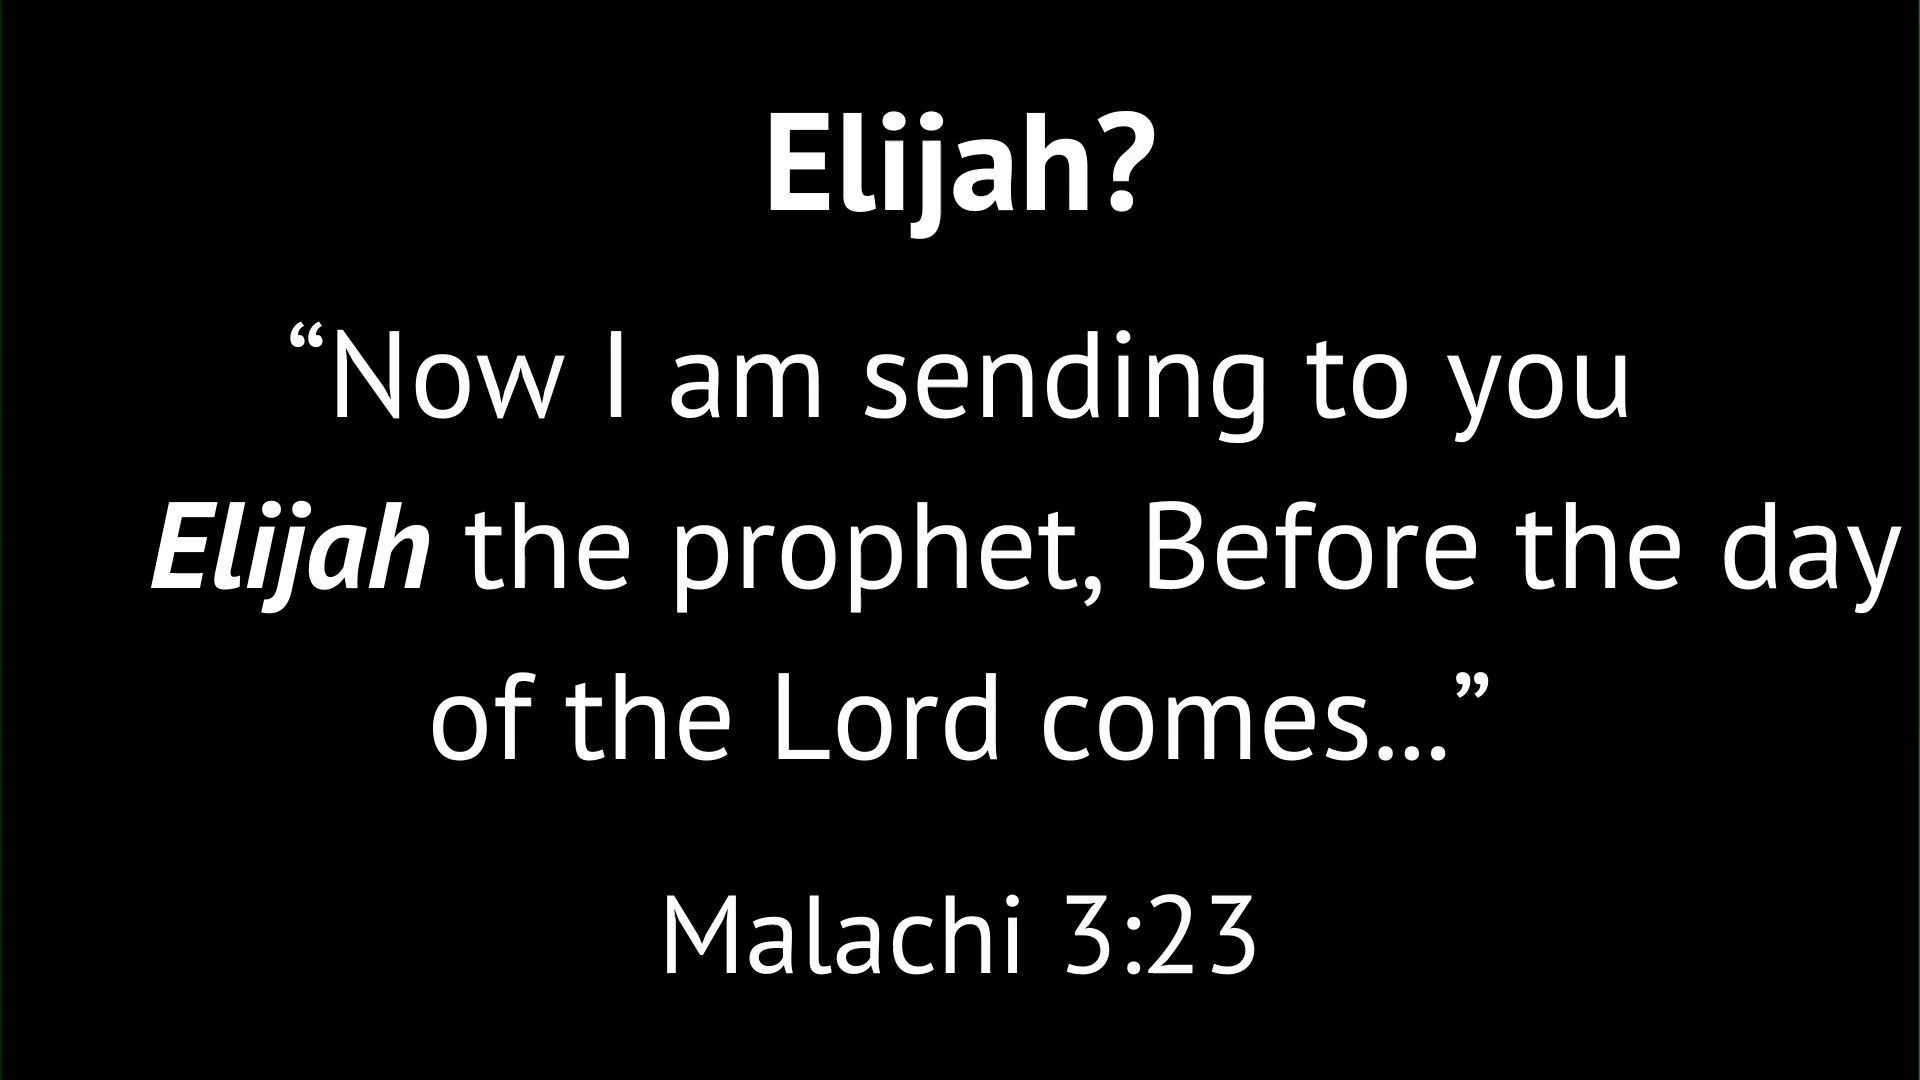 Elijah?
“Now I am sending to you
Elijah the prophet, Before the day
of the Lord comes...”
Malachi 3:23